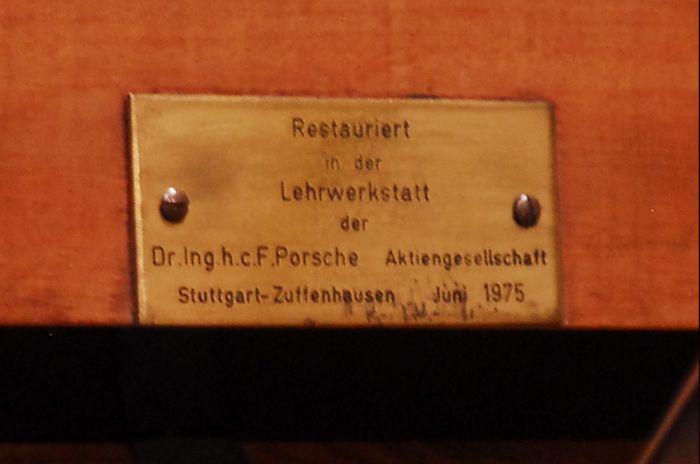 Restauriert
in der
Lehrwerkstatt
der
Dr.Ing.h.c.F.Porsche Aktiengesellschaft
Stuttgart-Zuffenhausen Juni 1975